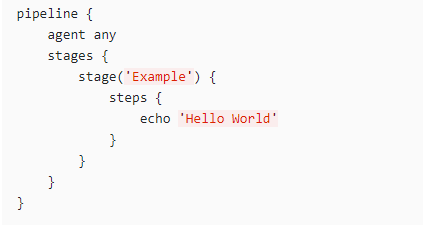 pipeline {
    agent any
    stages {
        stage('Example') {
            steps {
                echo 'Hello World'
            }
        }
    }
}